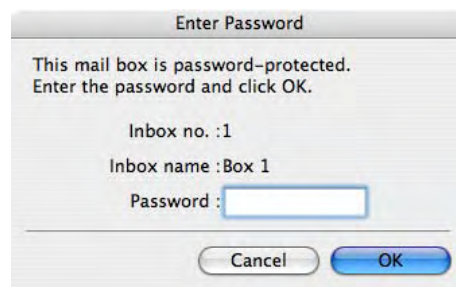 Enter Password
This mail box is password-protected.
Enter the password and click OK.
Inbox no. :1
Inbox name :Box 1
Password :
Cancel OK